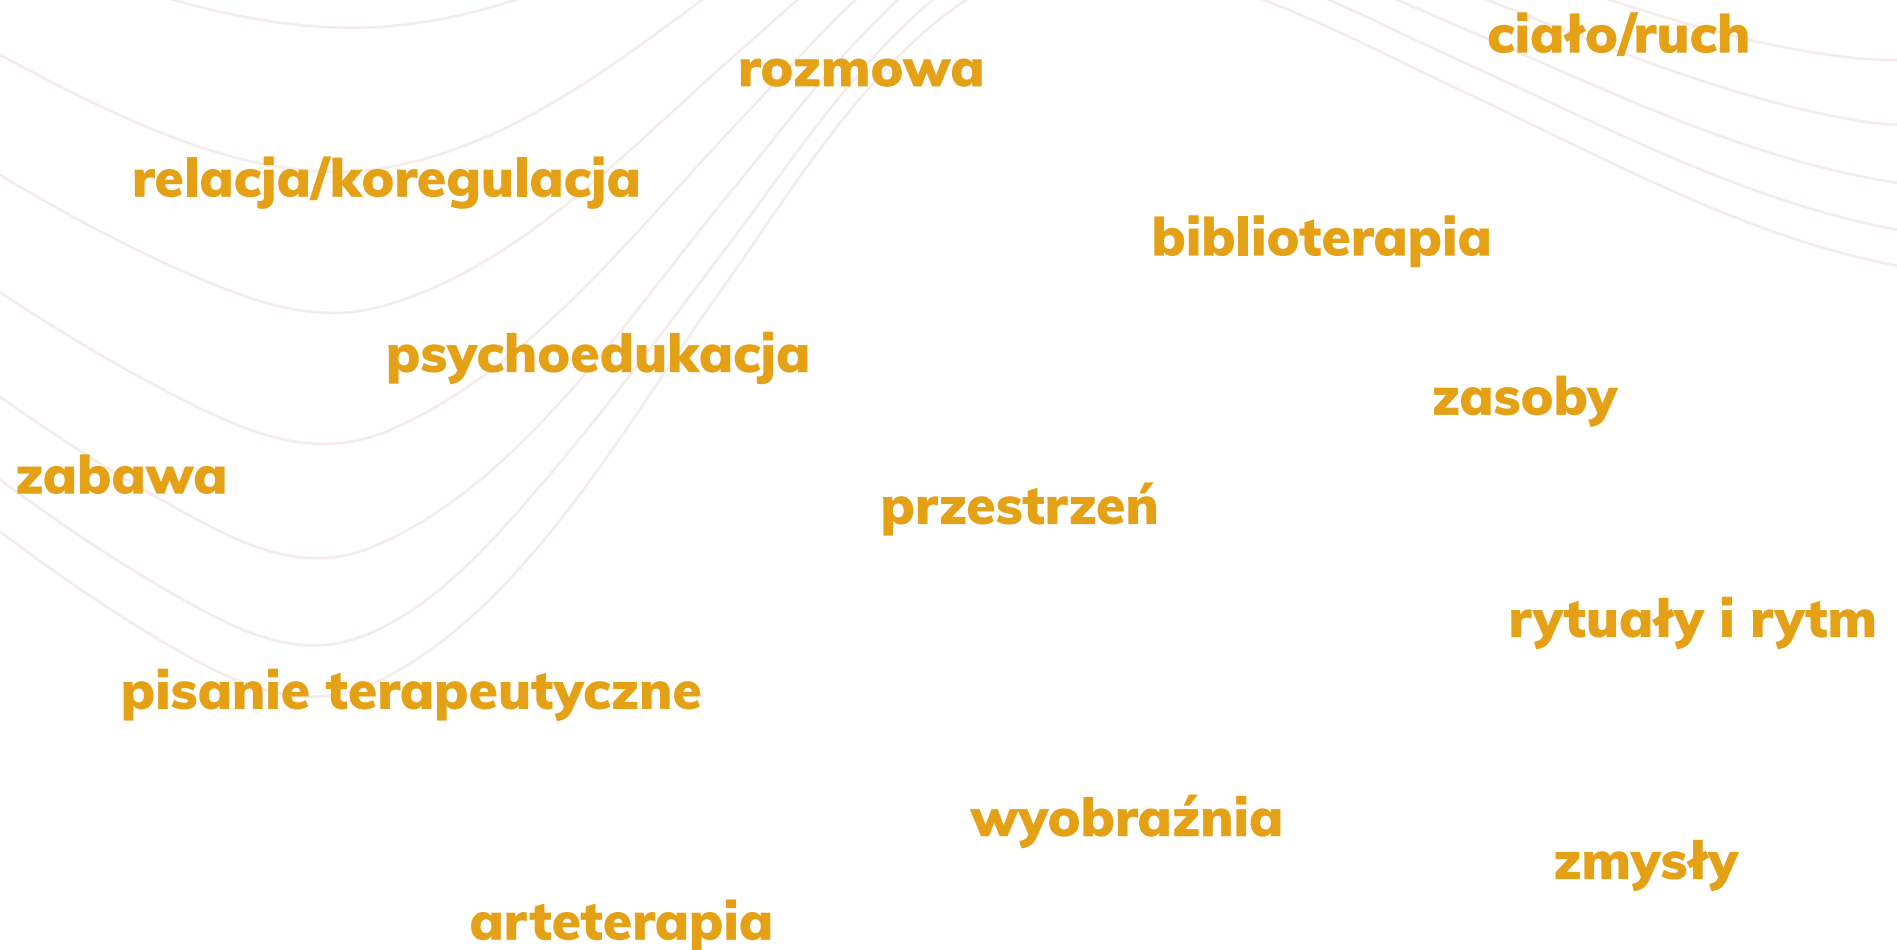 ciało/ruch
rozmowa
relacja/koregulacja
biblioterapia
psychoedukacja
zasoby
zabawa
przestrzeń
rytuały i rytm
pisanie terapeutyczne
wyobraźnia
zmysły
arteterapia